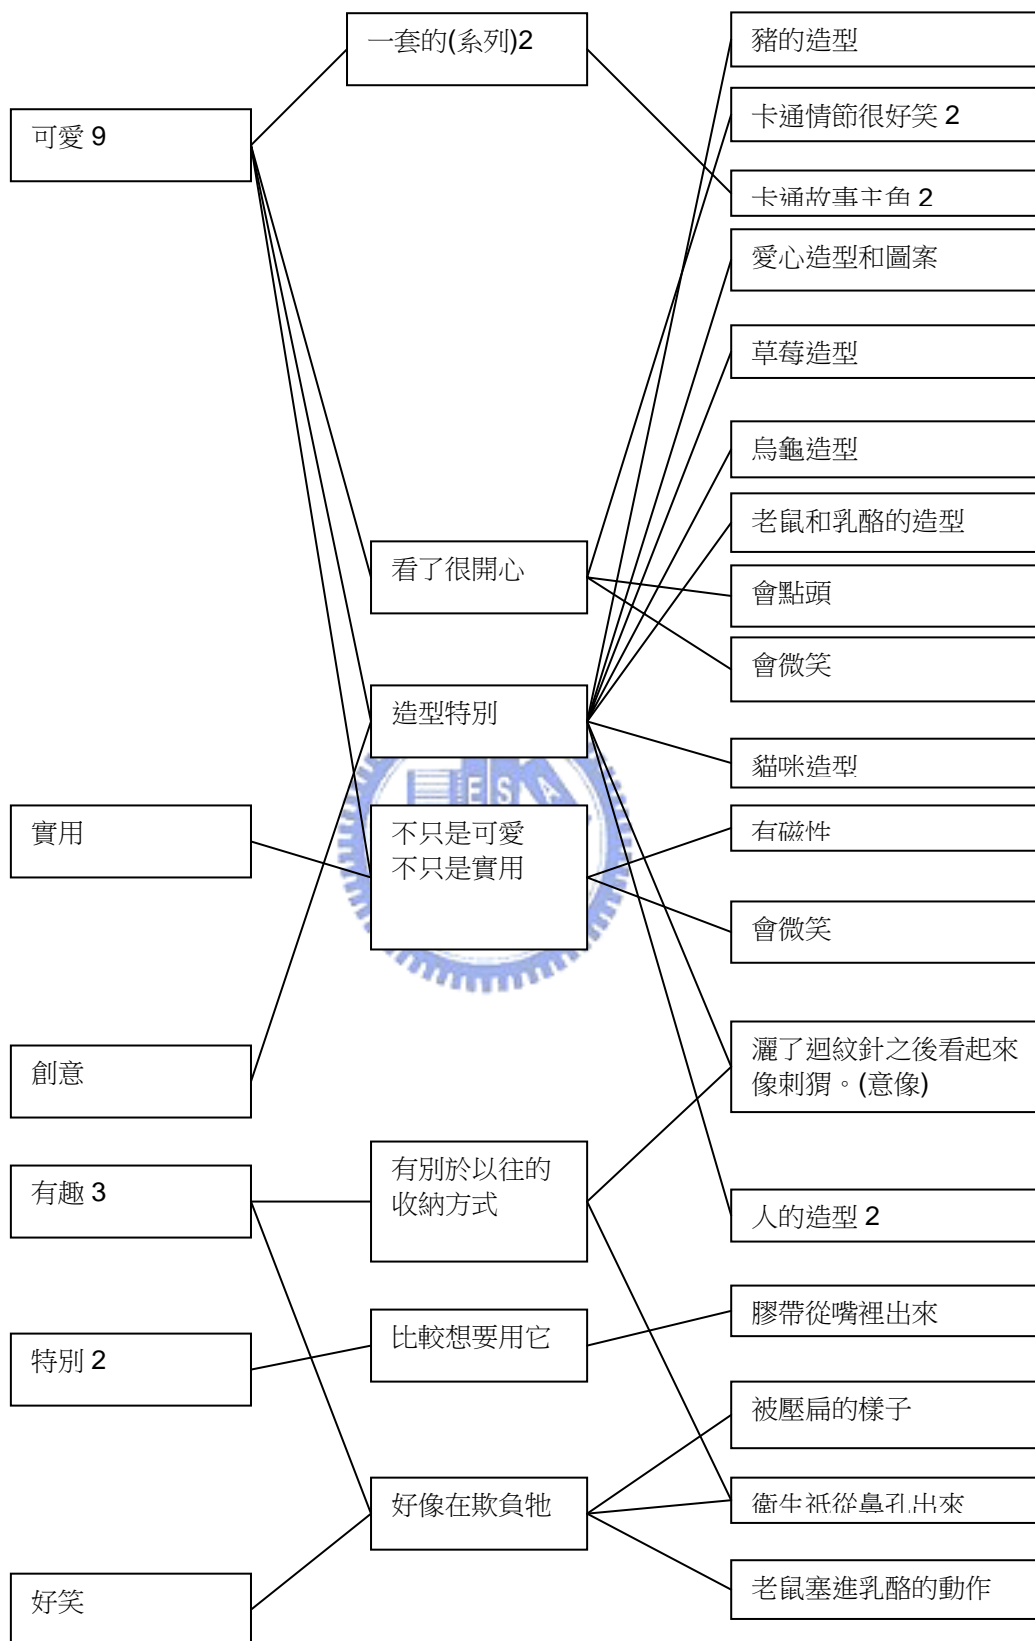 一套的(系列)2
豬的造型
可愛 9
卡通情節很好笑 2
卡通故事主角 2
愛心造型和圖案
草莓造型
烏龜造型
老鼠和乳酪的造型
看了很開心
會點頭
會微笑
造型特別
貓咪造型
ESA
實用
不只是可愛
不只是實用
有磁性
會微笑
創意
灑了迴紋針之後看起來
像刺猬。(意像)
有趣 3
有別於以往的
收納方式
人的造型 2
特別 2
比較想要用它
膠帶從嘴裡出來
被壓扁的樣子
好像在欺負牠
衛生祇從鼻孔出來
好笑
老鼠塞進乳酪的動作